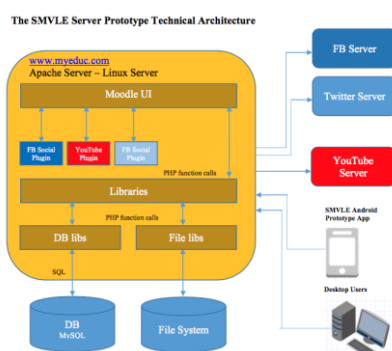 The SMVLE Server Prototype Technical Architecture
www.myeduc.com
Apache Server – Linux Server
Moodle UI
FB Social
Plugin
YouTube
Plugin
FB Social
Plugin
PHP function calls
Libraries
PHP function calls
DB libs
File libs
SQL
DB
MySQL
File System
FB Server
Twitter Server
YouTube
Server
SMVLE Android
Prototype App
Desktop Users